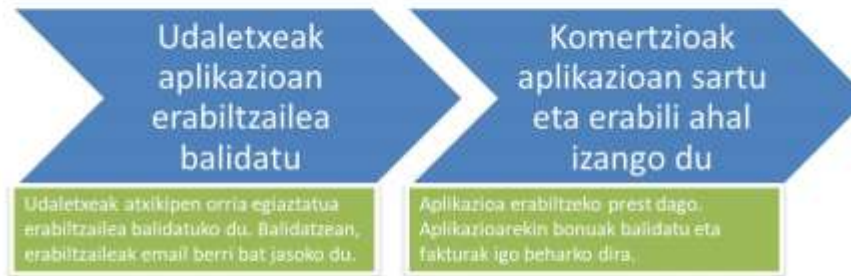 Udaletxeak
aplikazioan
erabiltzailea
balidatu
Udaletxeak atxikipen orria egiaztatua
erabiltzailea balidatuko du. Balidatzean,
erabiltzaileak email berri bat jasoko du.
Komertzioak
aplikazioan sartu
eta erabili ahal
izango du
Aplikazioa erabiltzeko prest dago.
Aplikazioarekin bonuak balidatu eta
fakturak igo beharko dira.